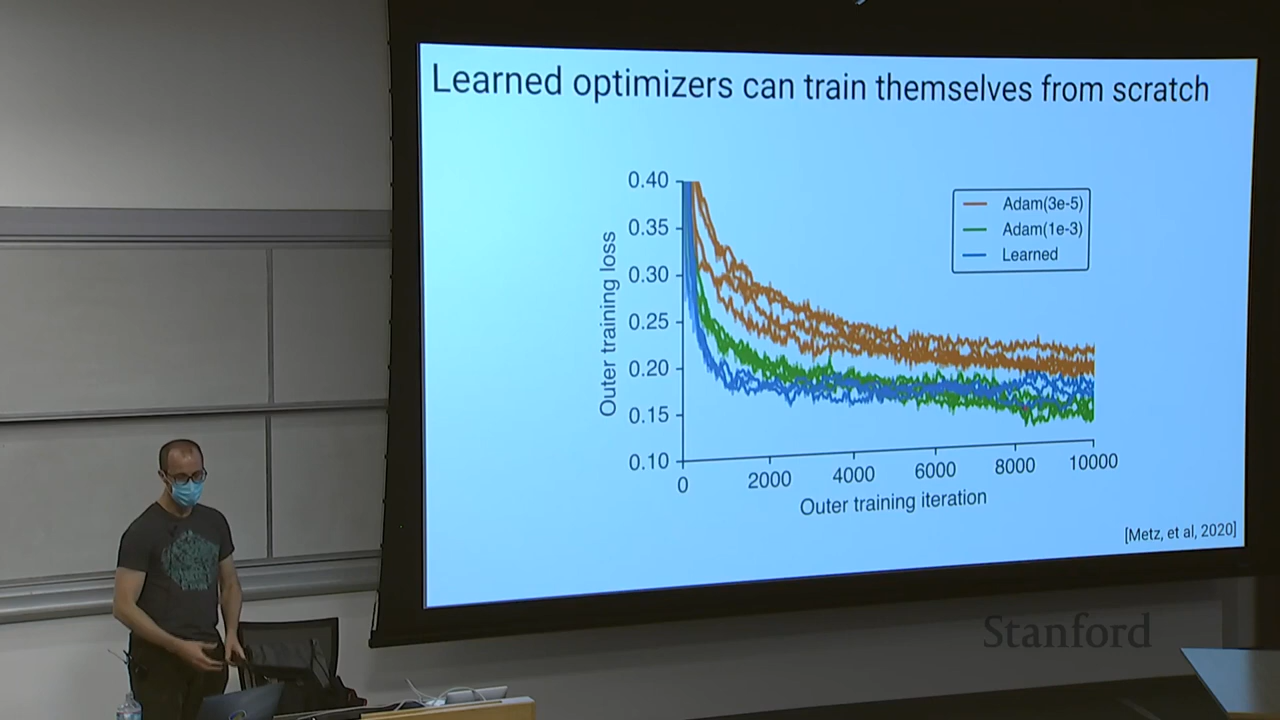 Learned optimizers can train themselves from scratch
0.40
0.35
0.30
0.25
0.20
0.15
0.10
Outer training loss
Adam(3e-5)
Adam(1e-3)
Learned
0
2000
4000
6000
8000
10000
Outer training iteration
[Metz, et al, 2020]
Stanford